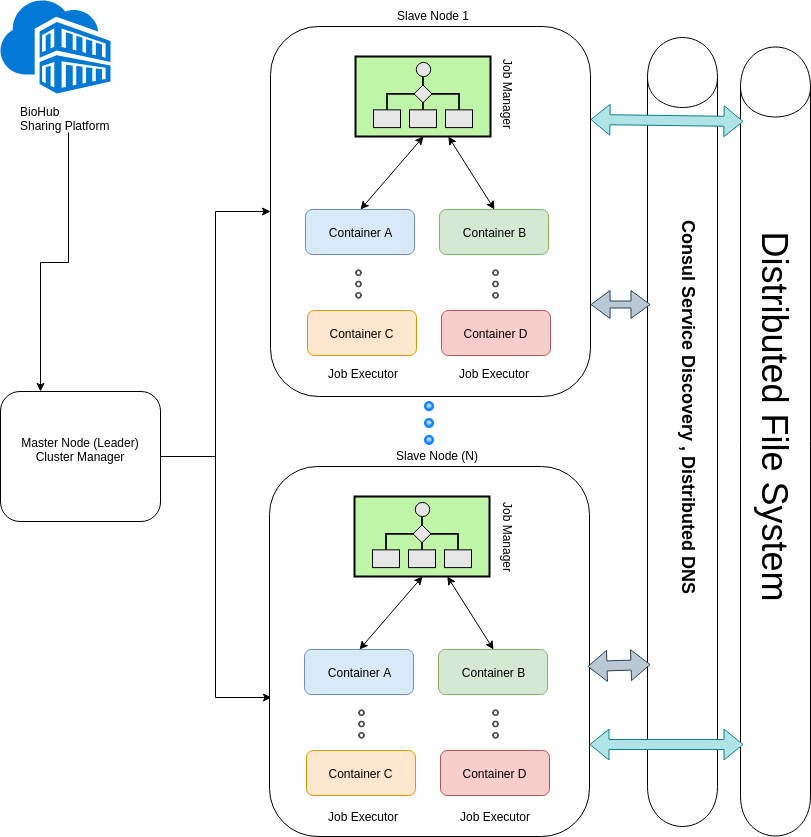 BioHub
Sharing Platform
Master Node (Leader)
Cluster Manager
Slave Node 1
Job Manager
Container A
Container B
Container C
Container D
Job Executor
Job Executor
Slave Node (N)
Job Manager
Container A
Container B
Container C
Container D
Job Executor
Job Executor
Consul Service Discovery , Distributed DNS
Distributed File System